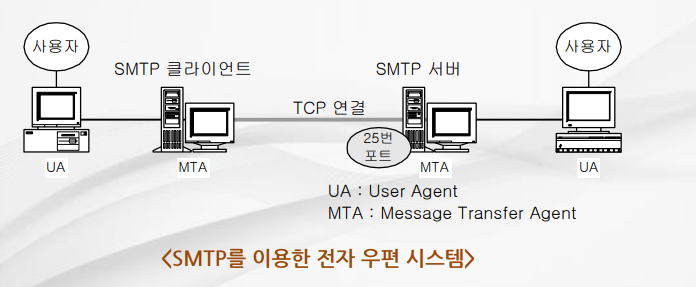 사용자
사용자
SMTP 클라이언트
SMTP 서버
TCP 연결
25번
포트
UA
MTA
MTA
UA
UA : User Agent
MTA : Message Transfer Agent
<SMTP를 이용한 전자 우편 시스템>